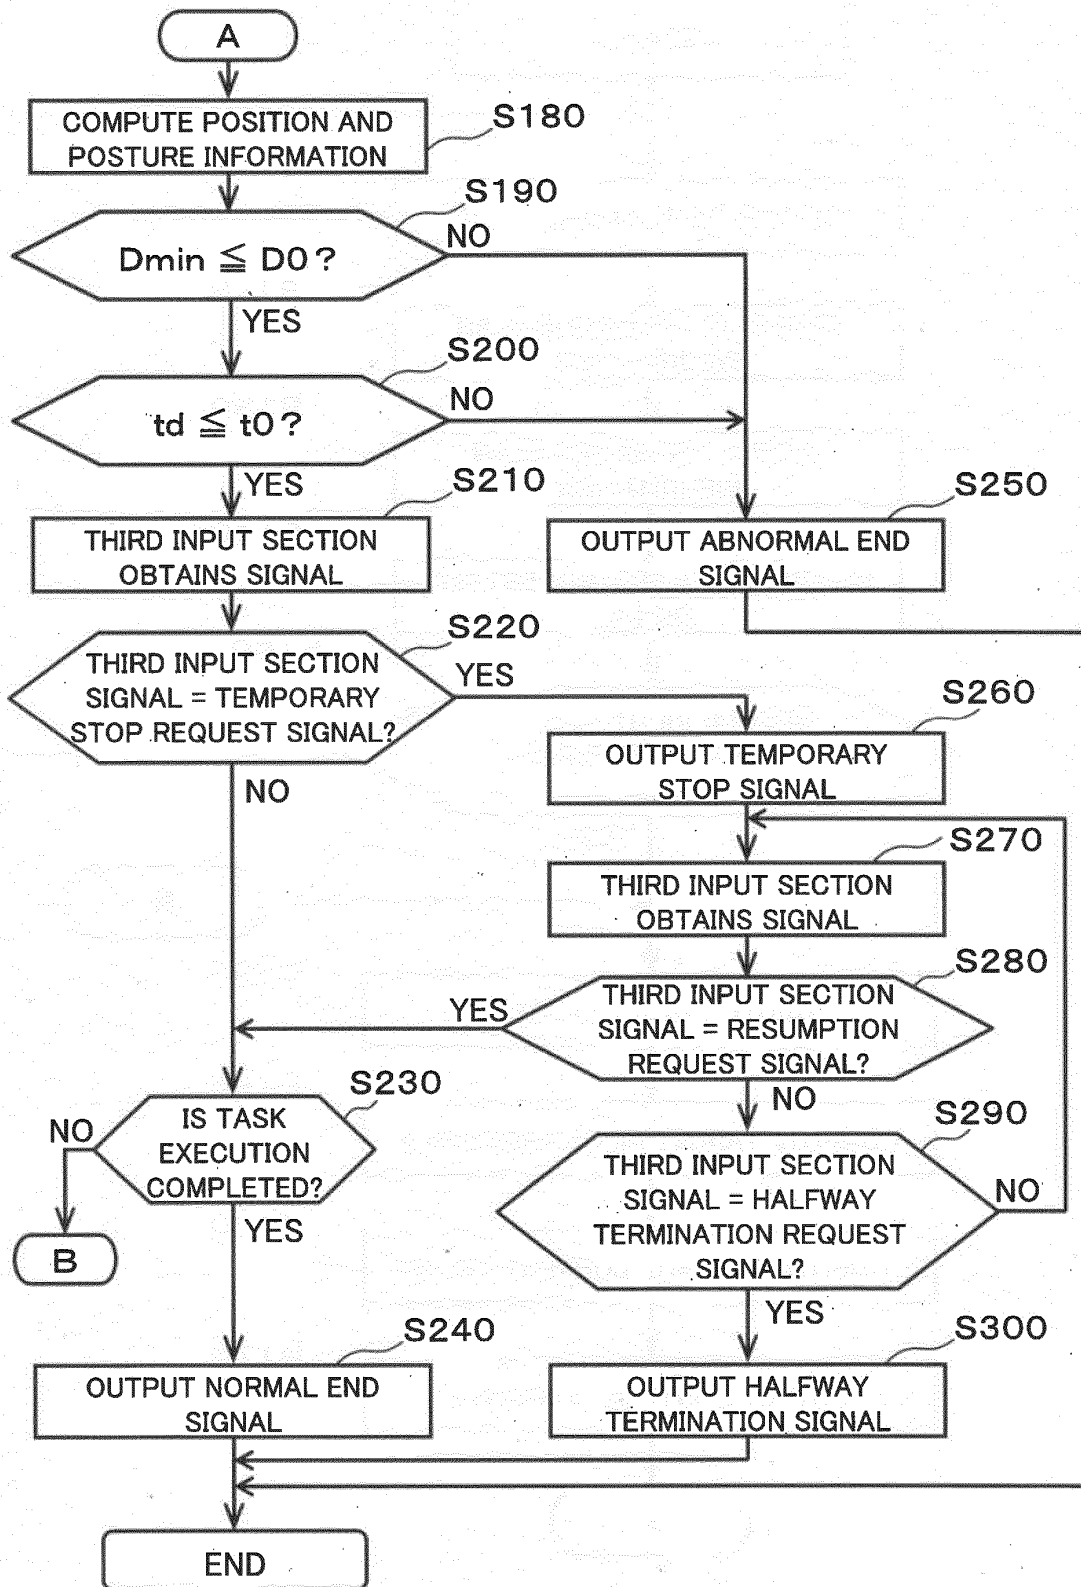 A
COMPUTE POSITION AND
POSTURE INFORMATION
S180
S190
Dmin ≦ D0?
NO
YES
S200
td ≦ t0?
NO
YES
S210
THIRD INPUT SECTION
OBTAINS SIGNAL
S250
OUTPUT ABNORMAL END
SIGNAL
S220
THIRD INPUT SECTION
SIGNAL = TEMPORARY
STOP REQUEST SIGNAL?
YES
NO
S260
OUTPUT TEMPORARY
STOP SIGNAL
S270
THIRD INPUT SECTION
OBTAINS SIGNAL
S280
THIRD INPUT SECTION
SIGNAL = RESUMPTION
REQUEST SIGNAL?
YES
NO
S230
IS TASK
EXECUTION
COMPLETED?
NO
YES
B
S290
THIRD INPUT SECTION
SIGNAL = HALFWAY
TERMINATION REQUEST
SIGNAL?
NO
YES
S240
OUTPUT NORMAL END
SIGNAL
S300
OUTPUT HALFWAY
TERMINATION SIGNAL
END